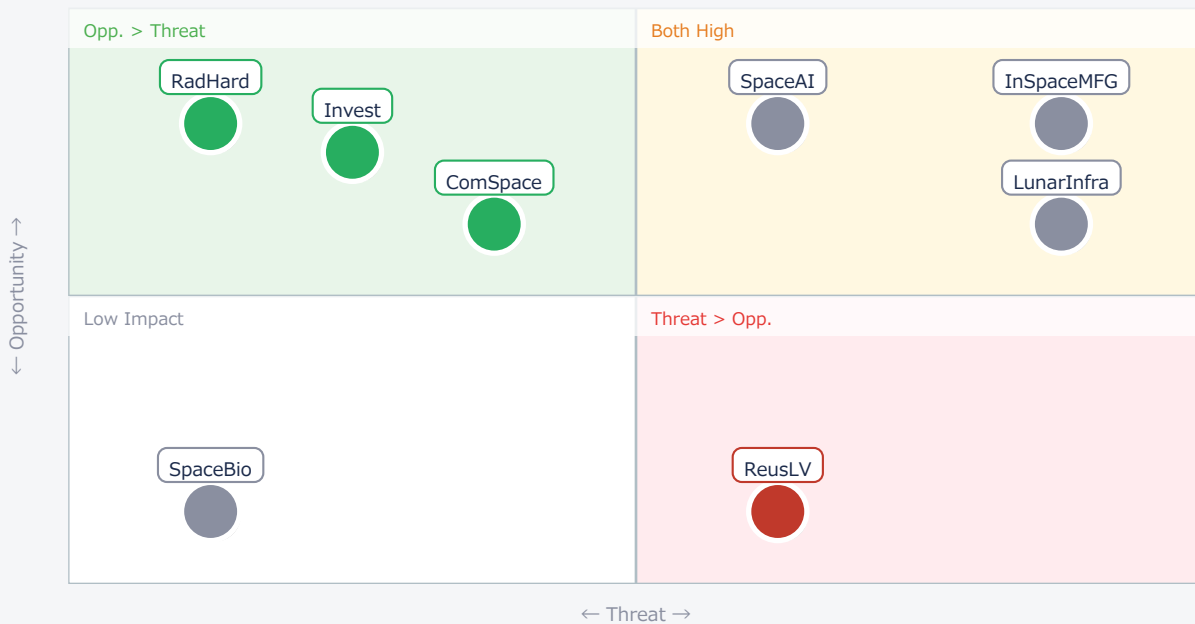 Opp. > Threat
Both High
RadHard
Invest
ComSpace
SpaceAI
InSpaceMFG
LunarInfra
← Opportunity →
Low Impact
Threat > Opp.
SpaceBio
ReusLV
← Threat →